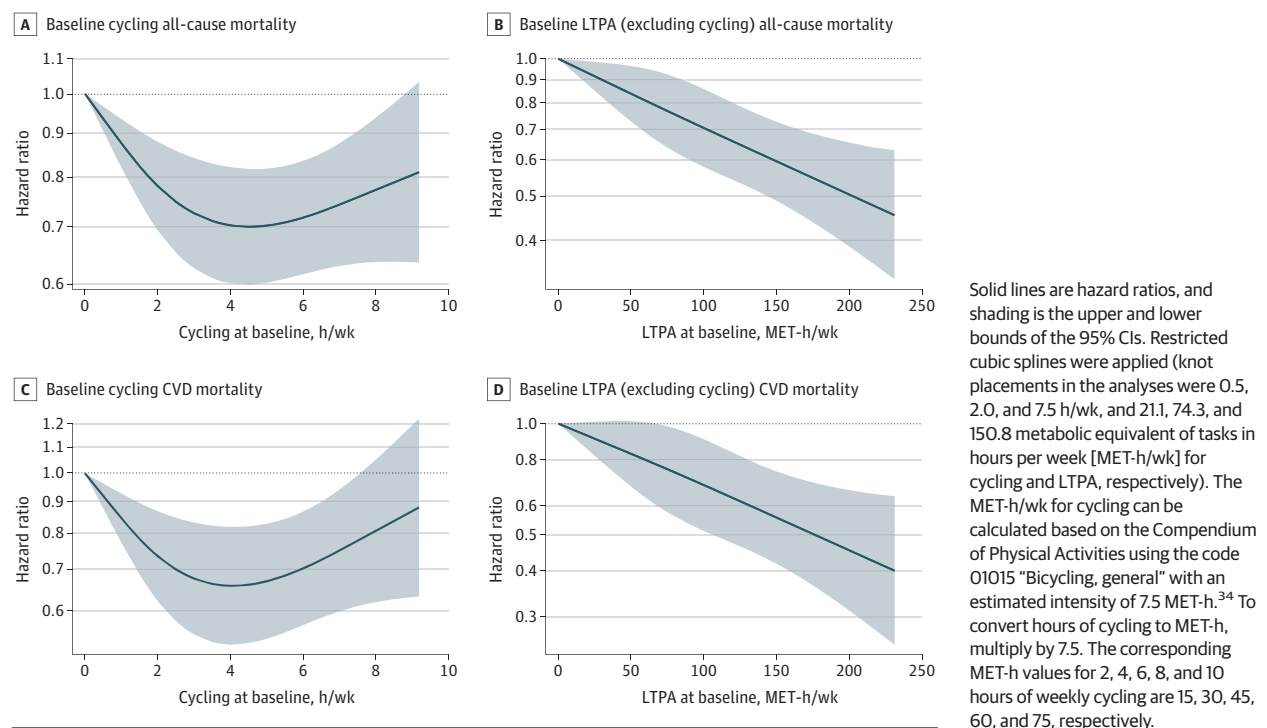 A Baseline cycling all-cause mortality
1.1
1.0
0.9
0.8
0.7
0.6
Hazard ratio
0 2 4 6 8 10
Cycling at baseline, h/wk
B Baseline LTPA (excluding cycling) all-cause mortality
1.0
0.9
0.8
0.7
0.6
0.5
0.4
Hazard ratio
0 50 100 150 200 250
LTPA at baseline, MET-h/wk
C Baseline cycling CVD mortality
1.2
1.1
1.0
0.9
0.8
0.7
0.6
Hazard ratio
0 2 4 6 8 10
Cycling at baseline, h/wk
D Baseline LTPA (excluding cycling) CVD mortality
1.0
0.8
0.6
0.5
0.4
0.3
Hazard ratio
0 50 100 150 200 250
LTPA at baseline, MET-h/wk
Solid lines are hazard ratios, and
shading is the upper and lower
bounds of the 95% CIs. Restricted
cubic splines were applied (knot
placements in the analyses were 0.5,
2.0, and 7.5 h/wk, and 21.1, 74.3, and
150.8 metabolic equivalent of tasks in
hours per week [MET-h/wk] for
cycling and LTPA, respectively). The
MET-h/wk for cycling can be
calculated based on the Compendium
of Physical Activities using the code
01015 “Bicycling, general” with an
estimated intensity of 7.5 MET-h.34 To
convert hours of cycling to MET-h,
multiply by 7.5. The corresponding
MET-h values for 2, 4, 6, 8, and 10
hours of weekly cycling are 15, 30, 45,
60, and 75, respectively.